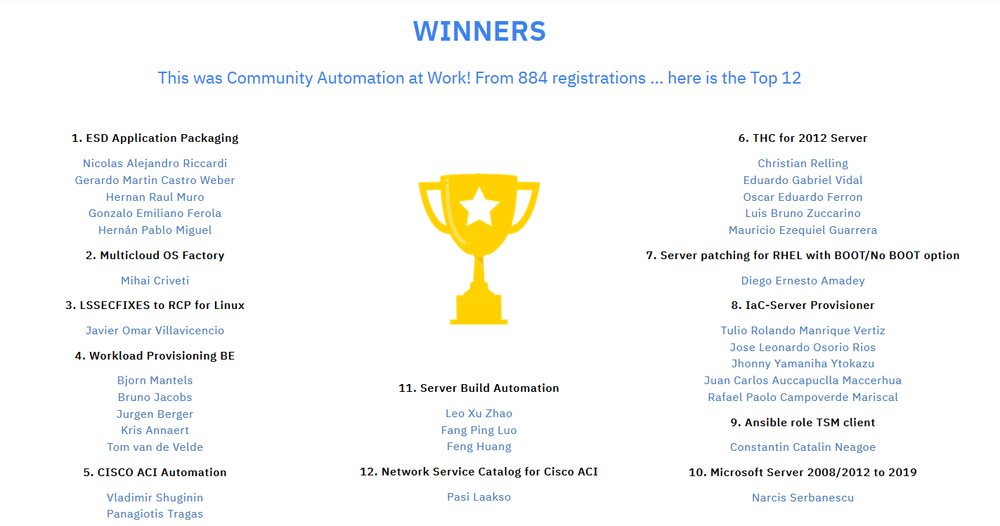 WINNERS
This was Community Automation at Work! From 884 registrations ... here is the Top 12
1. ESD Application Packaging
Nicolas Alejandro Riccardi
Gerardo Martin Castro Weber
Hernan Raul Muro
Gonzalo Emiliano Ferola
Hernán Pablo Miguel
2. Multicloud OS Factory
Mihai Criveti
3. LSSECFIXES to RCP for Linux
Javier Omar Villavicencio
4. Workload Provisioning BE
Bjorn Mantels
Bruno Jacobs
Jurgen Berger
Kris Annaert
Tom van de Velde
5. CISCO ACI Automation
Vladimir Shuginin
Panagiotis Tragas
6. THC for 2012 Server
Christian Relling
Eduardo Gabriel Vidal
Oscar Eduardo Ferron
Luis Bruno Zuccarino
Mauricio Ezequiel Guarrera
7. Server patching for RHEL with BOOT/No BOOT option
Diego Ernesto Amadey
8. IaC-Server Provisioner
Tulio Rolando Manrique Vertiz
Jose Leonardo Osorio Rios
Jhonny Yamaniha Ytokazu
Juan Carlos Auccapuclla Maccerhua
Rafael Paolo Campoverde Mariscal
9. Ansible role TSM client
Constantin Catalin Neagoe
10. Microsoft Server 2008/2012 to 2019
Narcis Serbanescu
11. Server Build Automation
Leo Xu Zhao
Fang Ping Luo
Feng Huang
12. Network Service Catalog for Cisco ACI
Pasi Laakso